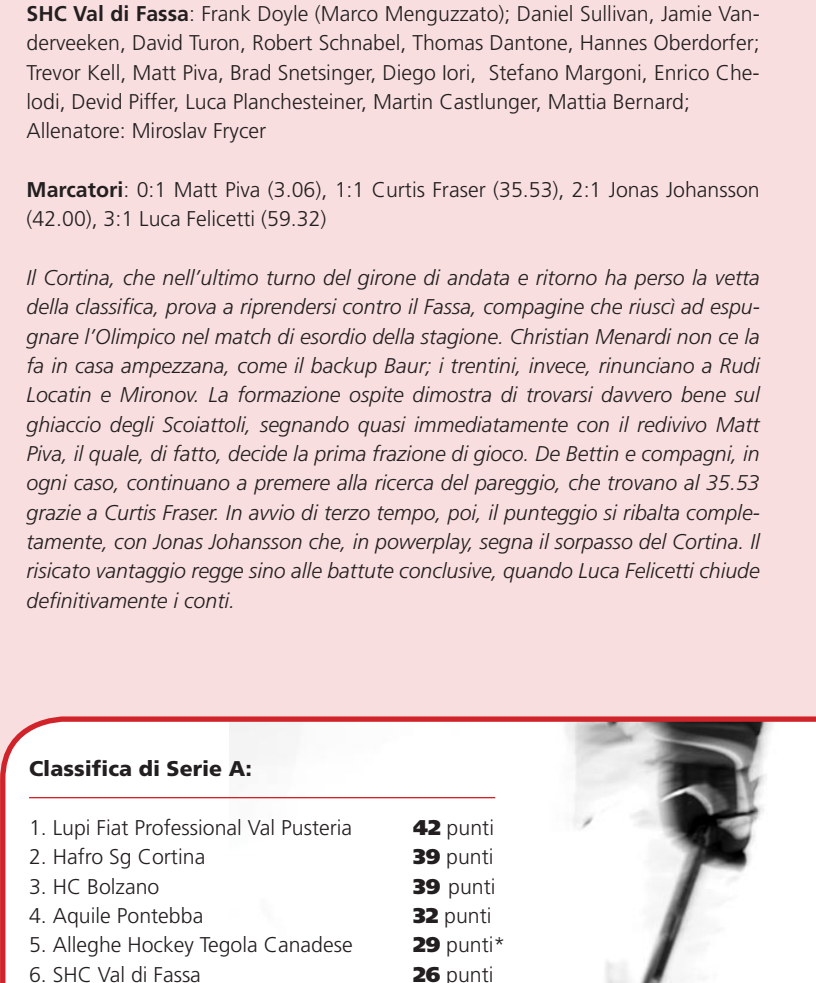 SHC Val di Fassa: Frank Doyle (Marco Menguzzato); Daniel Sullivan, Jamie Van-
derveeken, David Turon, Robert Schnabel, Thomas Dantone, Hannes Oberdorfer;
Trevor Kell, Matt Piva, Brad Snetsinger, Diego Iori, Stefano Margoni, Enrico Che-
lodi, Devid Piffer, Luca Planchesteiner, Martin Castlunger, Mattia Bernard;
Allenatore: Miroslav Frycer
Marcatori: 0:1 Matt Piva (3.06), 1:1 Curtis Fraser (35.53), 2:1 Jonas Johansson
(42.00), 3:1 Luca Felicetti (59.32)
Il Cortina, che nell'ultimo turno del girone di andata e ritorno ha perso la vetta
della classifica, prova a riprendersi contro il Fassa, compagine che riuscì ad espu-
gnare l'Olimpico nel match di esordio della stagione. Christian Menardi non ce la
fa in casa ampezzana, come il backup Baur; i trentini, invece, rinunciano a Rudi
Locatin e Mironov. La formazione ospite dimostra di trovarsi davvero bene sul
ghiaccio degli Scoiattoli, segnando quasi immediatamente con il redivivo Matt
Piva, il quale, di fatto, decide la prima frazione di gioco. De Bettin e compagni, in
ogni caso, continuano a premere alla ricerca del pareggio, che trovano al 35.53
grazie a Curtis Fraser. In avvio di terzo tempo, poi, il punteggio si ribalta comple-
tamente, con Jonas Johansson che, in powerplay, segna il sorpasso del Cortina. Il
risicato vantaggio regge sino alle battute conclusive, quando Luca Felicetti chiude
definitivamente i conti.
Classifica di Serie A:
1. Lupi Fiat Professional Val Pusteria 42 punti
2. Hafro Sg Cortina 39 punti
3. HC Bolzano 39 punti
4. Aquile Pontebba 32 punti
5. Alleghe Hockey Tegola Canadese 29 punti*
6. SHC Val di Fassa 26 punti